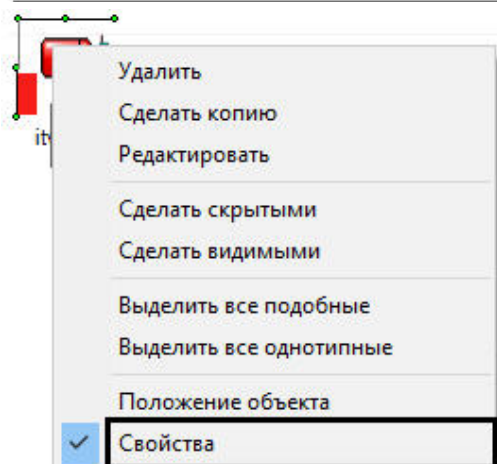 Удалить
Сделать копию
Редактировать
Сделать скрытыми
Сделать видимыми
Выделить все подобные
Выделить все однотипные
Положение объекта
Свойства